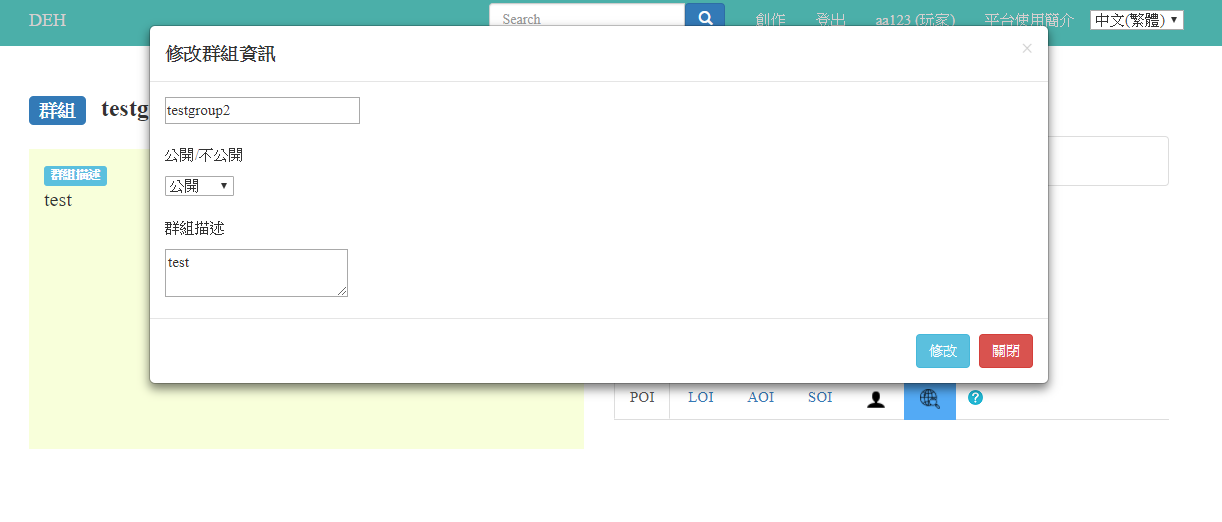 DEH
Search
創作
登出
aa123 (玩家)
平台使用簡介
中文(繁體)
修改群組資訊
×
群組 testg
testgroup2
公開/不公開
公開
群組描述
test
群組描述
test
修改
關閉
POI
LOI
AOI
SOI
?